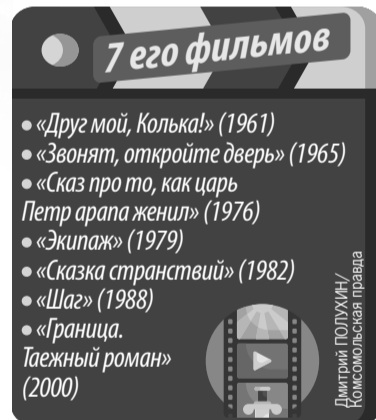 7 его фильмов
● «Друг мой, Колька!» (1961)
● «Звонят, откройте дверь» (1965)
● «Сказ про то, как царь
Петр арапа женил» (1976)
● «Экипаж» (1979)
● «Сказка странствий» (1982)
● «Шаг» (1988)
● «Граница.
Таежный роман»
(2000)
Дмитрий ПОЛУХИН/
Комсомольская правда